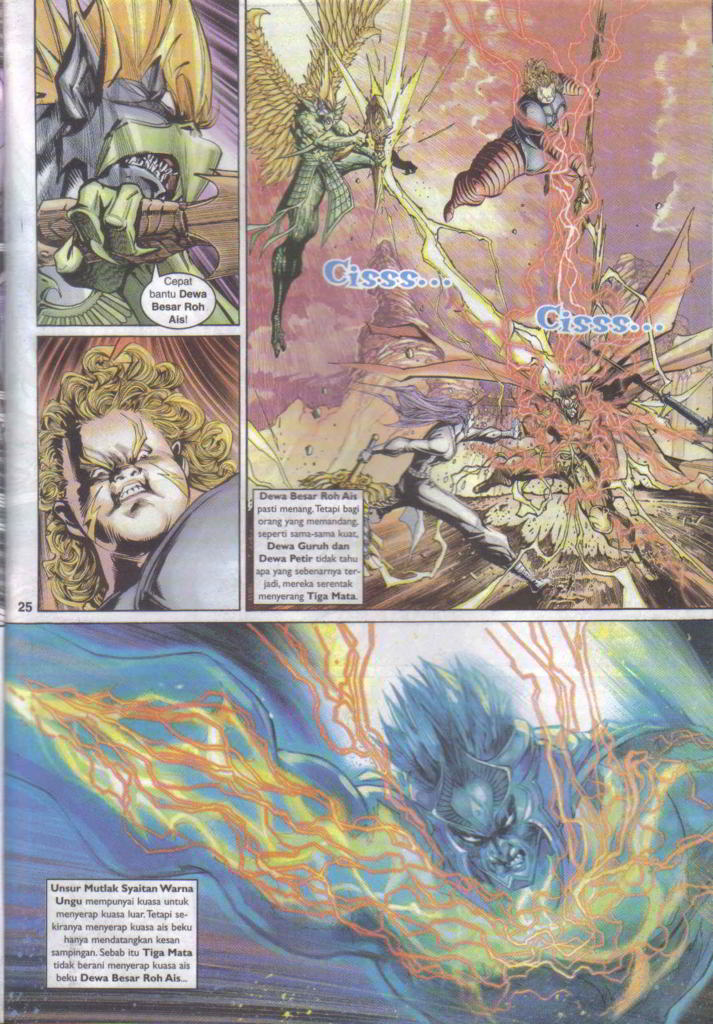 Cepat
bantu Dewa
Besar Roh
Ais!
Cisss...
Cisss...
Dewa Besar Roh Ais
pasti menang. Tetapi bagi
orang yang memandang,
seperti sama-sama kuat,
Dewa Guruh dan
Dewa Petir tidak tahu
apa yang sebenarnya ter-
jadi, mereka serentak
menyerang Tiga Mata.
25
Unsur Mutlak Syaitan Warna
Ungu mempunyai kuasa untuk
menyerap kuasa luar. Tetapi se-
kiranya menyerap kuasa ais beku
hanya mendatangkan kesan
sampingan. Sebab itu Tiga Mata
tidak berani menyerap kuasa ais
beku Dewa Besar Roh Ais...